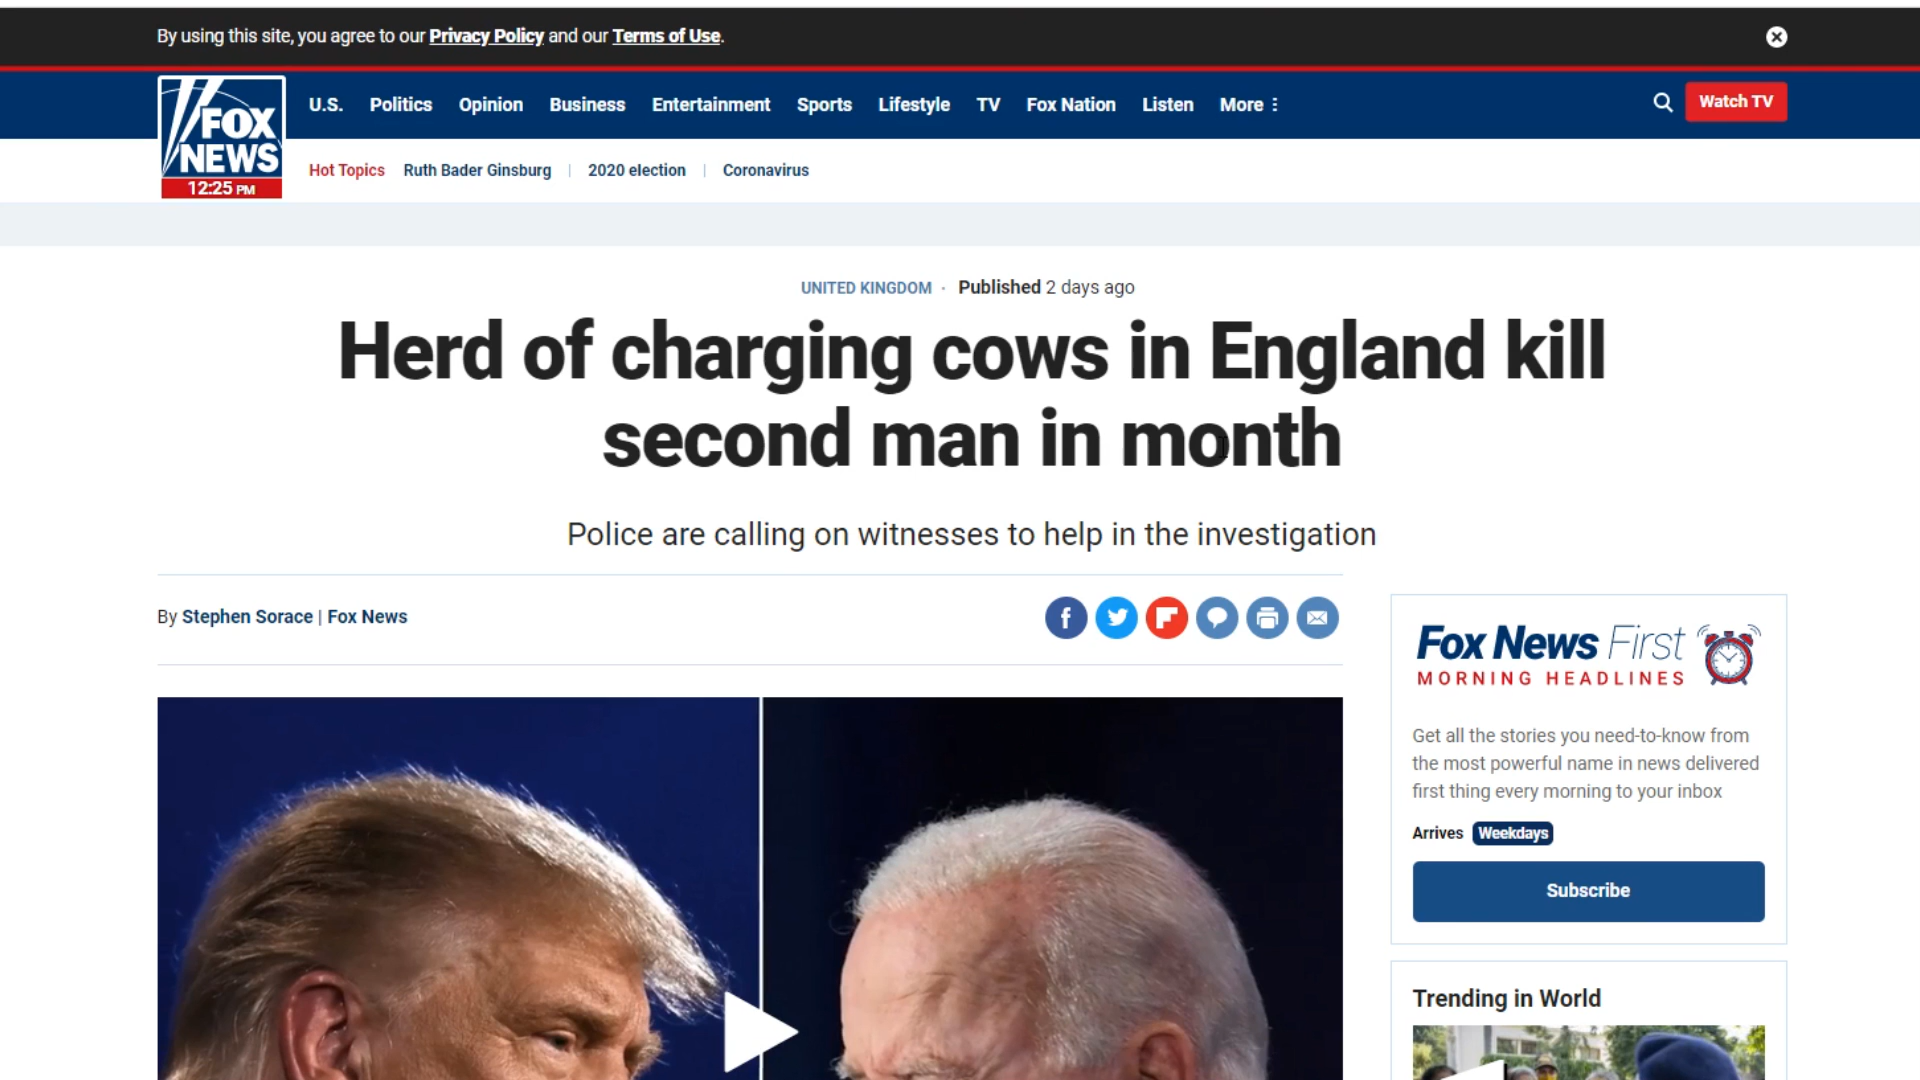 By using this site, you agree to our Privacy Policy and our Terms of Use.
FOX
NEWS
12:25 PM
U.S. Politics Opinion Business Entertainment Sports Lifestyle TV Fox Nation Listen More
Watch TV
Hot Topics Ruth Bader Ginsburg | 2020 election | Coronavirus
UNITED KINGDOM · Published 2 days ago
Herd of charging cows in England kill
second man in month
Police are calling on witnesses to help in the investigation
By Stephen Sorace | Fox News
Fox News First
MORNING HEADLINES
Get all the stories you need-to-know from
the most powerful name in news delivered
first thing every morning to your inbox
Arrives Weekdays
Subscribe
Trending in World